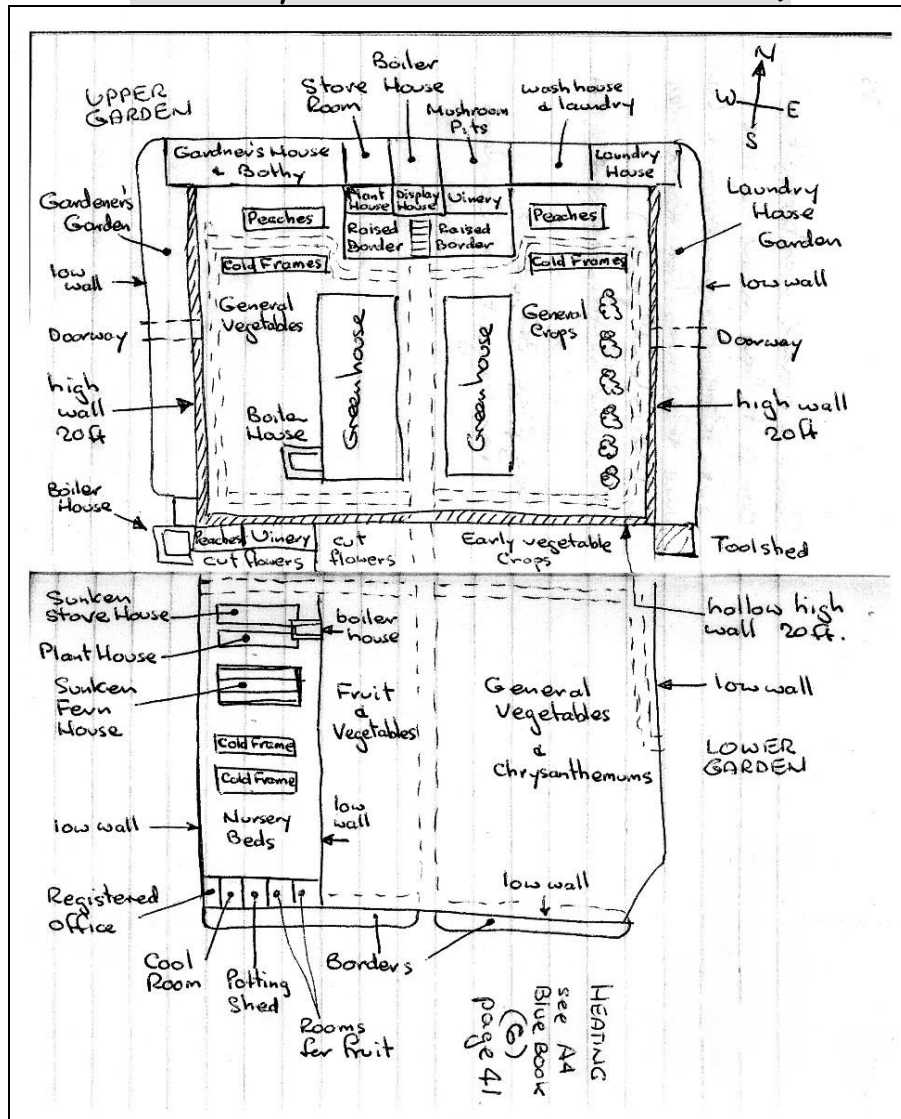 N
W E
S
UPPER
GARDEN
Store
Room
Boiler
House
Mushroom
Pits
wash house
& laundry
Gardner's House
& Bothy
Laundry
House
Gardener's
Garden
Plant
House
Display
House
Vinery
Peaches
Peaches
Raised
Border
Raised
Border
Laundry
House
Garden
Cold Frames
Cold Frames
low
wall
low wall
General
Vegetables
General
Crops
Doorway
Doorway
Greenhouse
Greenhouse
high
wall
20ft
high wall
20ft
Boiler
House
Boiler
House
Peaches
Vinery
cut flowers
cut
flowers
Early vegetable
Crops
Toolshed
Sunken
Stove House
boiler
house
hollow high
wall 20ft.
Plant House
Sunken
Fern
House
Fruit
&
Vegetables
General
Vegetables
&
Chrysanthemums
low wall
LOWER
GARDEN
Cold Frame
Cold Frame
low wall
Nursery
Beds
low
wall
low wall
Registered
Office
Cool
Room
Potting
Shed
Rooms
for Fruit
Borders
HEATING
see A4
Blue Book
(6)
page 41